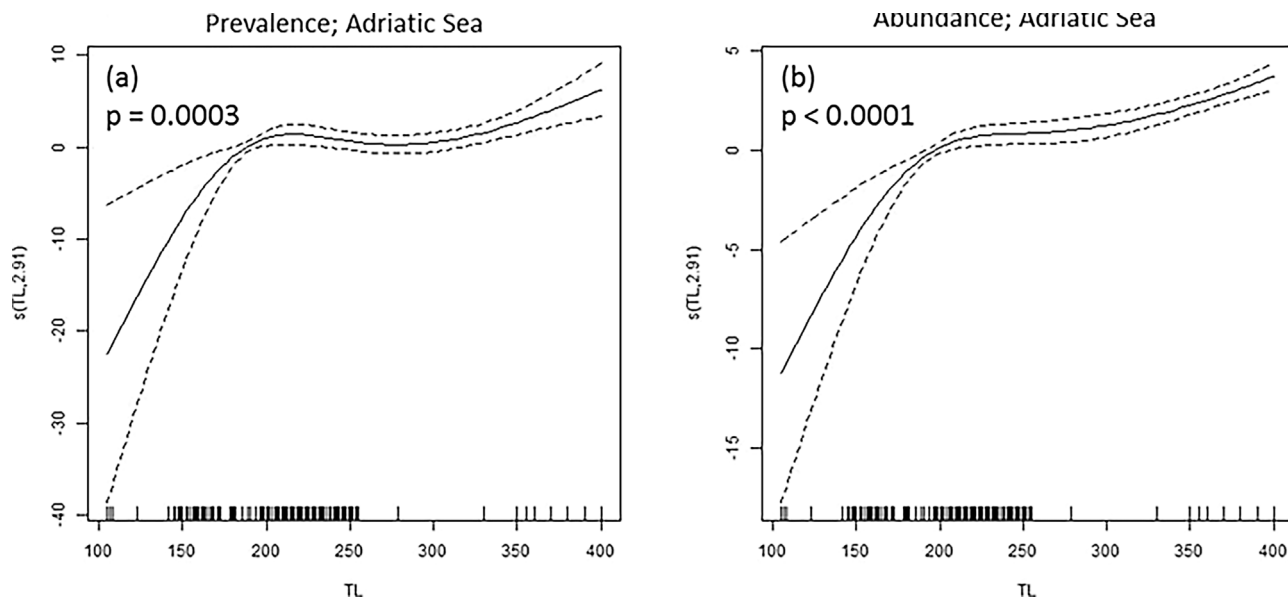 Prevalence; Adriatic Sea
(a)
p = 0.0003
10
0
-10
-20
-30
-40
s(TL,2.91)
100 150 200 250 300 350 400
TL
Abundance; Adriatic Sea
(b)
p < 0.0001
5
0
-5
-10
-15
s(TL,2.91)
100 150 200 250 300 350 400
TL